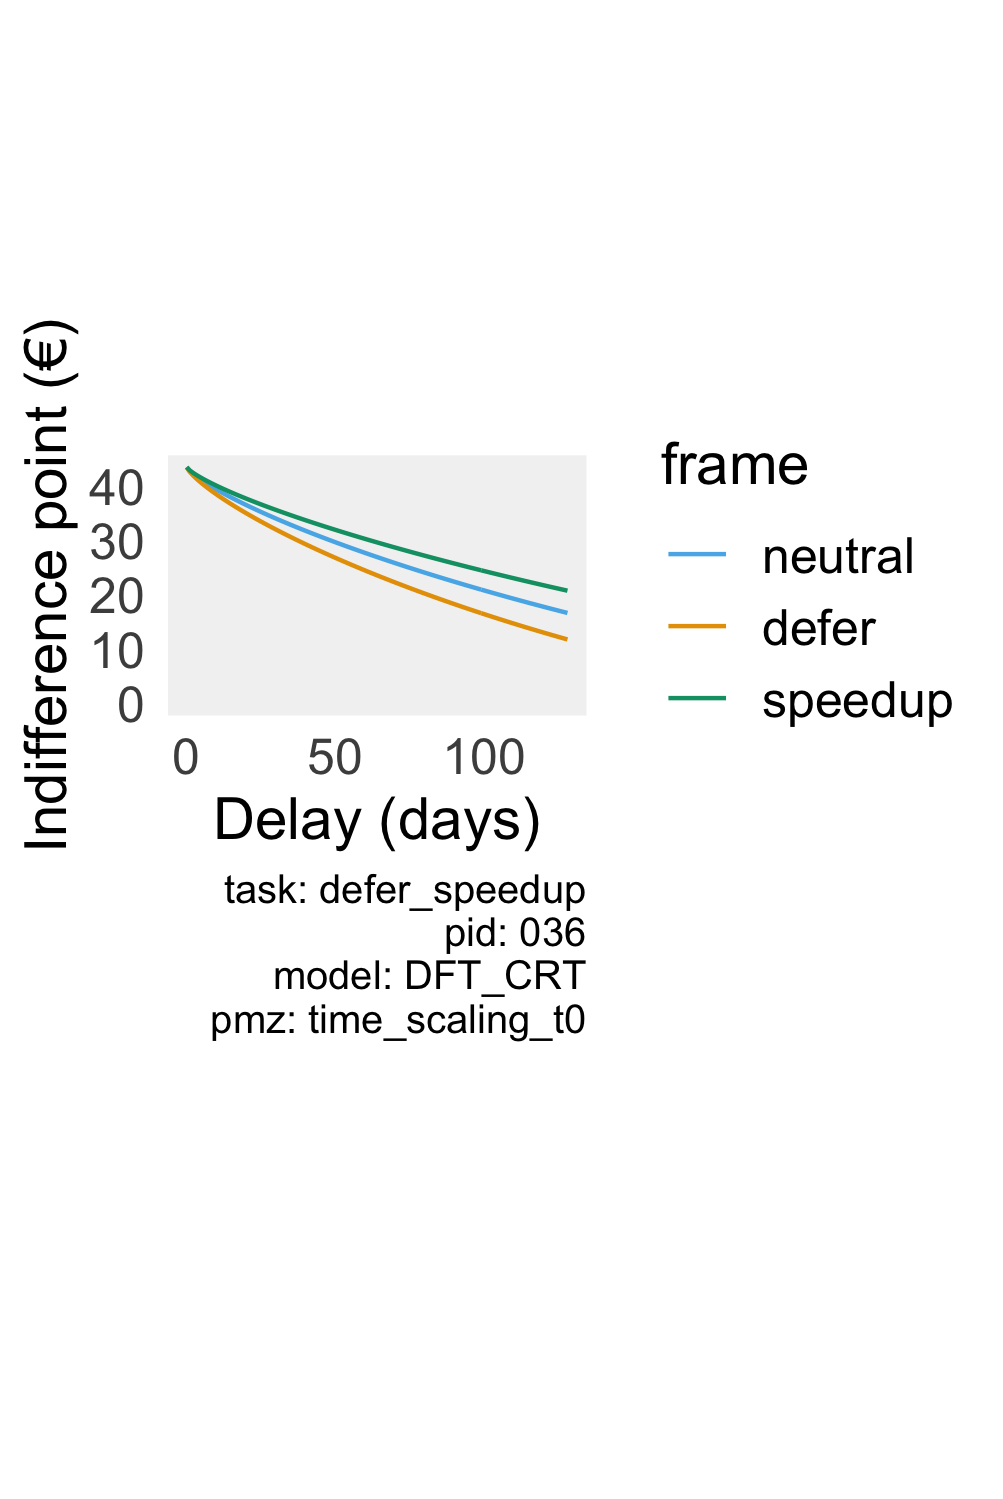 Indifference point (€)
40
30
20
10
0
0 50 100
Delay (days)
frame
neutral
defer
speedup
task: defer_speedup
pid: 036
model: DFT_CRT
pmz: time_scaling_t0